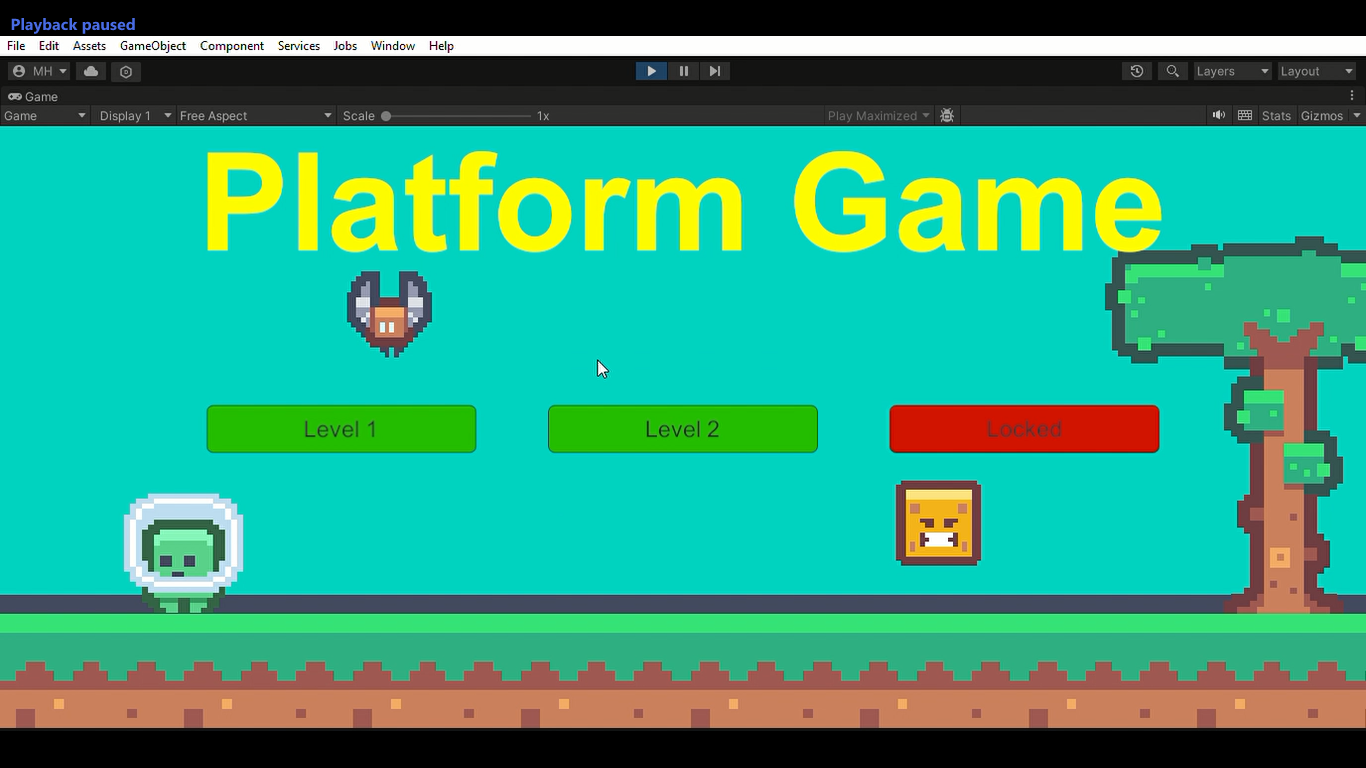 Playback paused
File Edit Assets GameObject Component Services Jobs Window Help
MH Layers Layout
Game
Game Display 1 Free Aspect Scale 1x Play Maximized Stats Gizmos
Platform Game
Level 1 Level 2 Locked